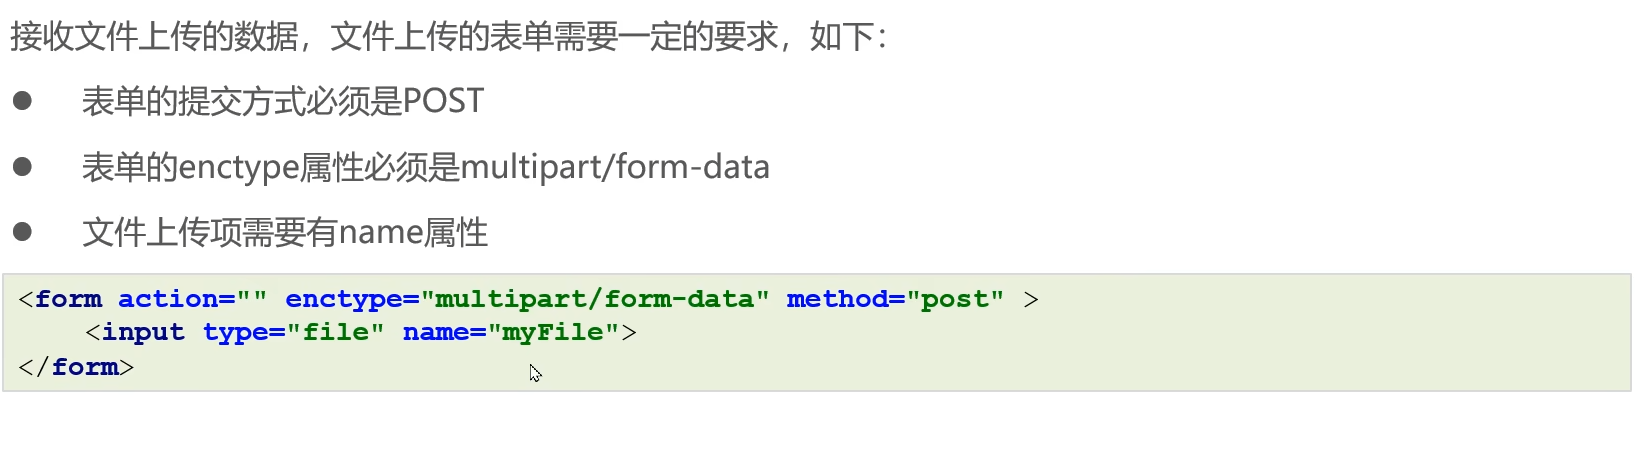 接收文件上传的数据，文件上传的表单需要一定的要求，如下：
● 表单的提交方式必须是POST
● 表单的enctype属性必须是multipart/form-data
● 文件上传项需要有name属性
<form action="" enctype="multipart/form-data" method="post" >
    <input type="file" name="myFile">
</form>